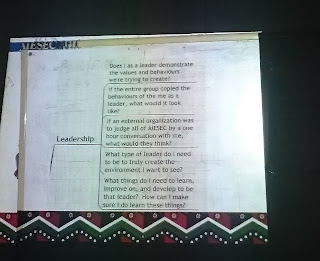 AIESEC
Does I as a leader demonstrate
the values and behaviours
we're trying to create?
If the entire group copied the
behaviours of the me as a
leader, what would it look
like?
If an external organization was
to judge all of AIESEC by a one
hour conversation with me,
what would they think?
Leadership
What type of leader do I need
to be to truly create the
environment I want to see?
What things do I need to learn,
improve on, and develop to be
that leader? How can I make
sure I do learn these things?